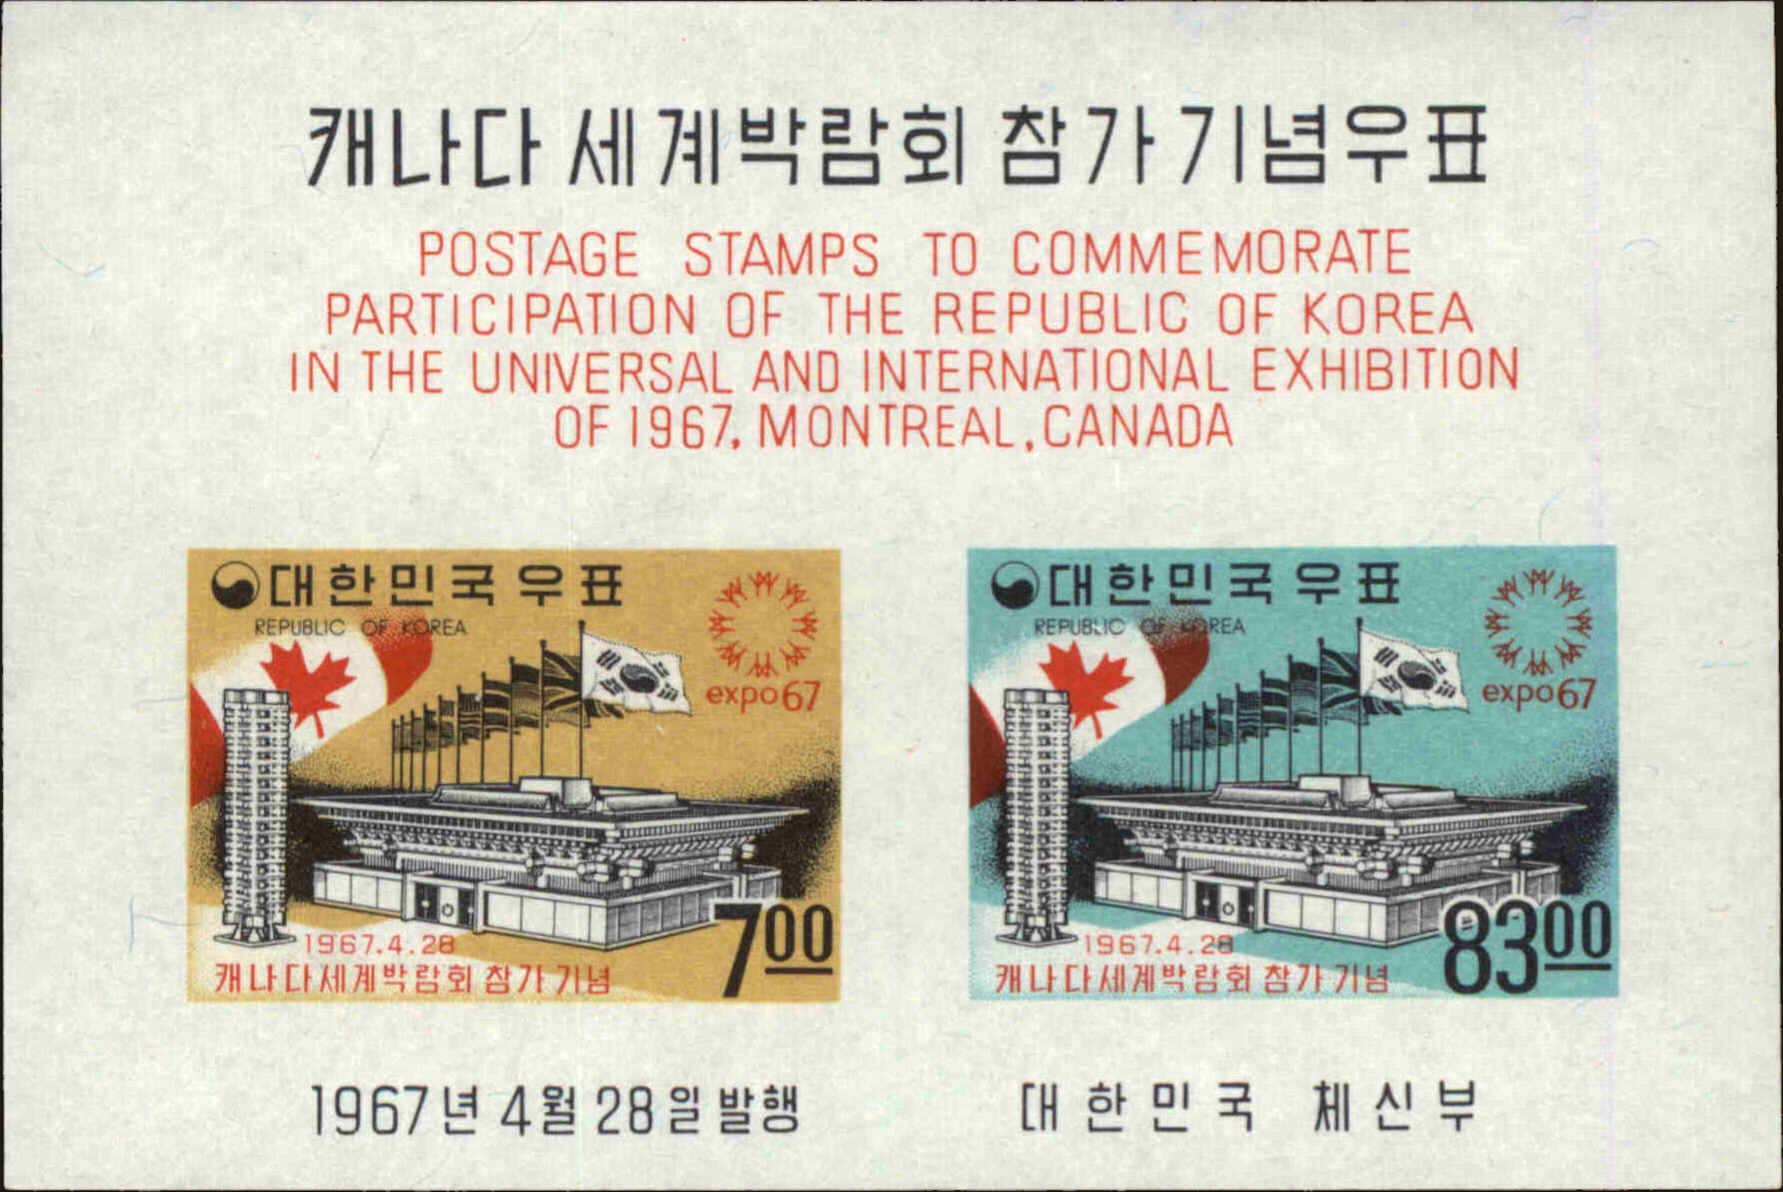 캐나다 세계박람회 참가기념우표
POSTAGE STAMPS TO COMMEMORATE
PARTICIPATION OF THE REPUBLIC OF KOREA
IN THE UNIVERSAL AND INTERNATIONAL EXHIBITION
OF 1967, MONTREAL, CANADA
대한민국우표
REPUBLIC OF KOREA
expo67
1967.4.28
캐나다세계박람회 참가기념
700
대한민국우표
REPUBLIC OF KOREA
expo67
1967.4.28
캐나다세계박람회 참가기념
8300
1967년 4월 28일 발행
대한민국 체신부